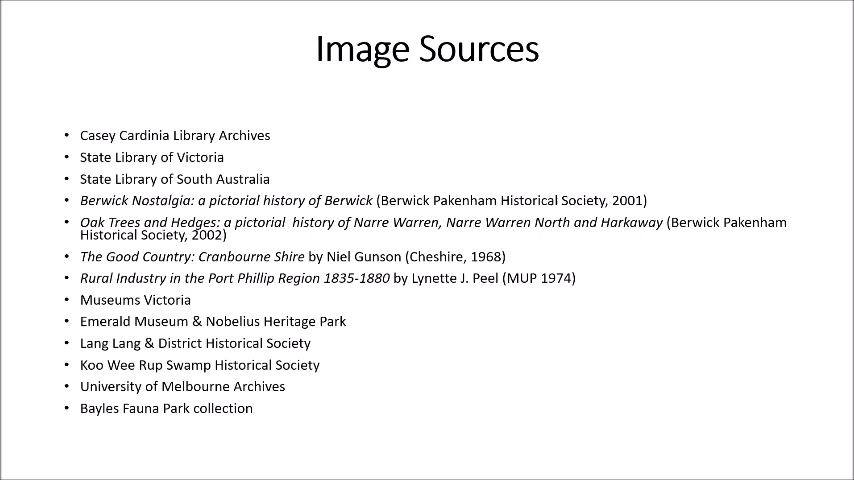 Image Sources
• Casey Cardinia Library Archives
• State Library of Victoria
• State Library of South Australia
• Berwick Nostalgia: a pictorial history of Berwick (Berwick Pakenham Historical Society, 2001)
• Oak Trees and Hedges: a pictorial  history of Narre Warren, Narre Warren North and Harkaway (Berwick Pakenham
Historical Society, 2002)
• The Good Country: Cranbourne Shire by Niel Gunson (Cheshire, 1968)
• Rural Industry in the Port Phillip Region 1835-1880 by Lynette J. Peel (MUP 1974)
• Museums Victoria
• Emerald Museum & Nobelius Heritage Park
• Lang Lang & District Historical Society
• Koo Wee Rup Swamp Historical Society
• University of Melbourne Archives
• Bayles Fauna Park collection